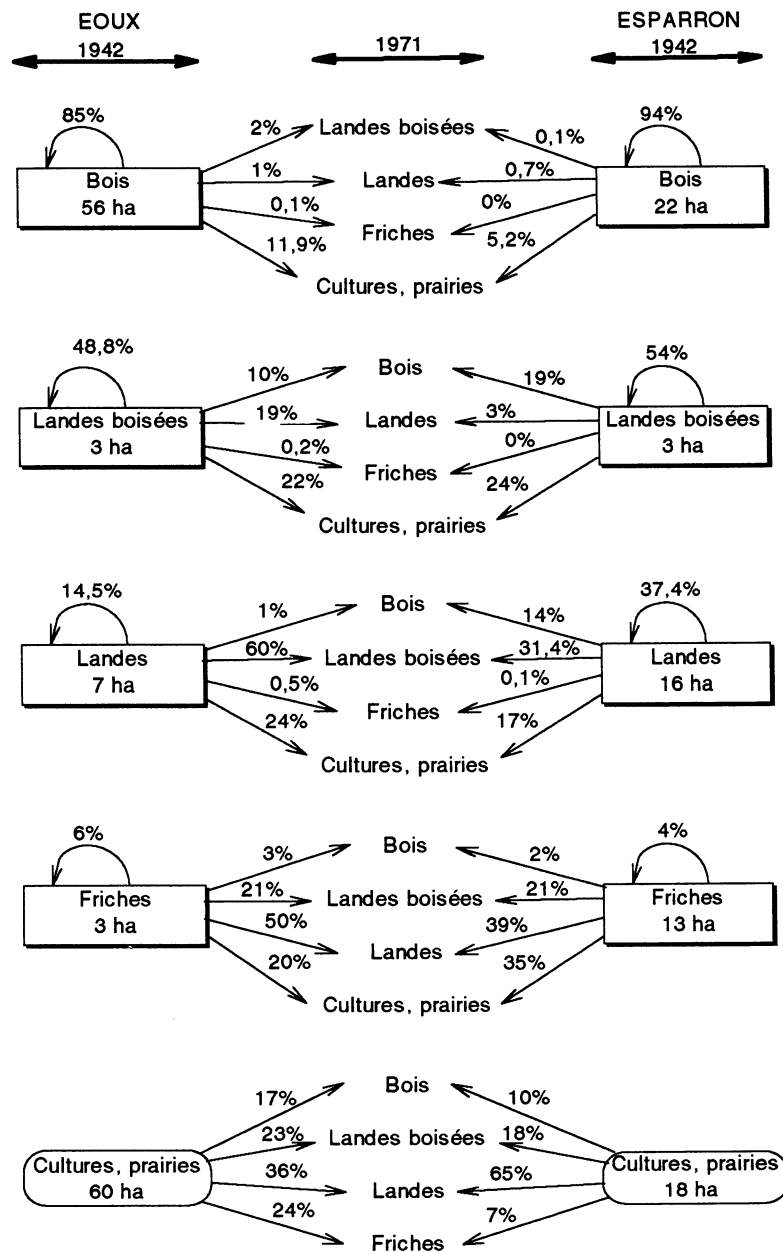 EOUX
1942
1971
ESPARRON
1942
85%
Bois
56 ha
2%
1%
0,1%
11,9%
Landes boisées
Landes
Friches
Cultures, prairies
0,1%
0,7%
0%
5,2%
94%
Bois
22 ha
48,8%
Landes boisées
3 ha
10%
19%
0,2%
22%
Bois
Landes
Friches
Cultures, prairies
19%
3%
0%
24%
54%
Landes boisées
3 ha
14,5%
Landes
7 ha
1%
60%
0,5%
24%
Bois
Landes boisées
Friches
Cultures, prairies
14%
31,4%
0,1%
17%
37,4%
Landes
16 ha
6%
Friches
3 ha
3%
21%
50%
20%
Bois
Landes boisées
Landes
Cultures, prairies
2%
21%
39%
35%
4%
Friches
13 ha
Cultures, prairies
60 ha
17%
23%
36%
24%
Bois
Landes boisées
Landes
Friches
10%
18%
65%
7%
Cultures, prairies
18 ha